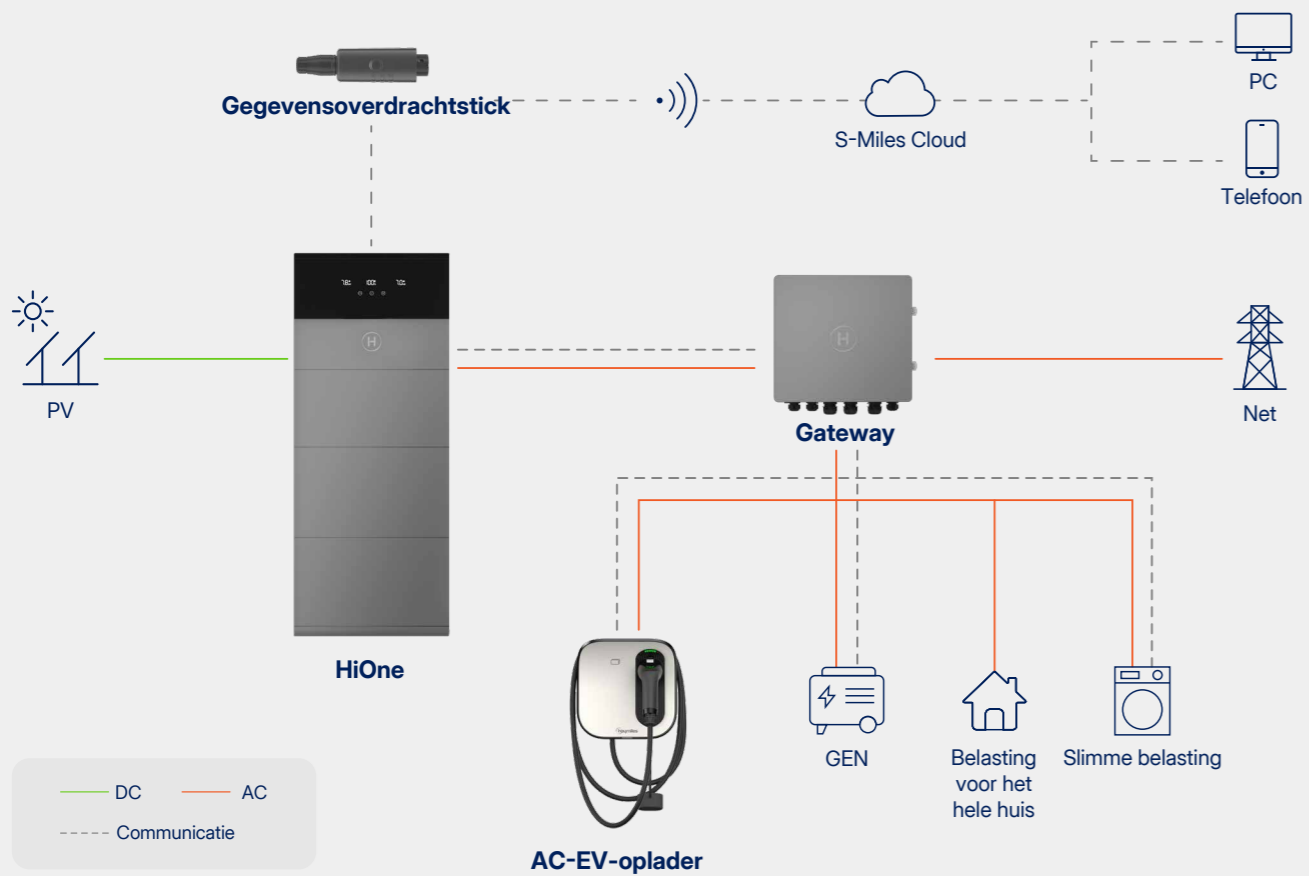 Gegevensoverdrachtstick
S-Miles Cloud
PC
Telefoon
100%
H
H
PV
Gateway
Net
HiOne
GEN
Belasting
voor het
hele huis
Slimme belasting
DC
AC
Communicatie
AC-EV-oplader